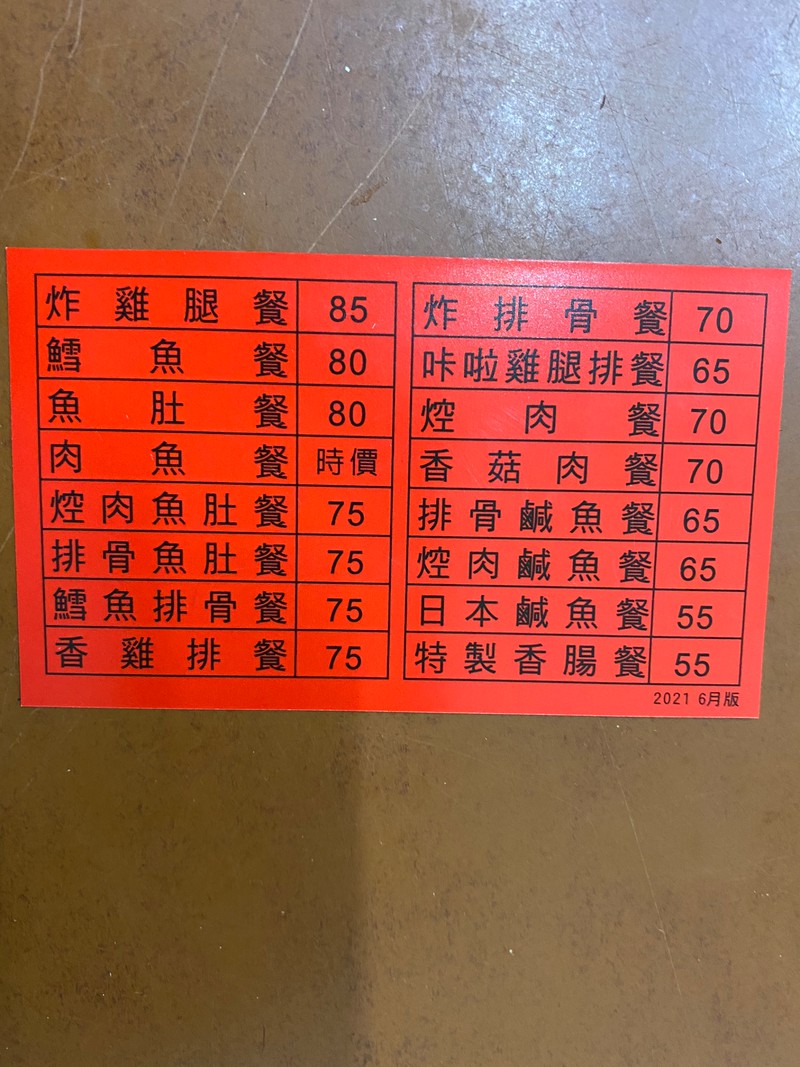 炸雞腿餐 85
鱈魚餐 80
魚肚餐 80
肉魚餐 時價
焢肉魚肚餐 75
排骨魚肚餐 75
鱈魚排骨餐 75
香雞排餐 75
炸排骨餐 70
咔啦雞腿排餐 65
焢肉餐 70
香菇肉餐 70
排骨鹹魚餐 65
焢肉鹹魚餐 65
日本鹹魚餐 55
特製香腸餐 55
2021 6月版